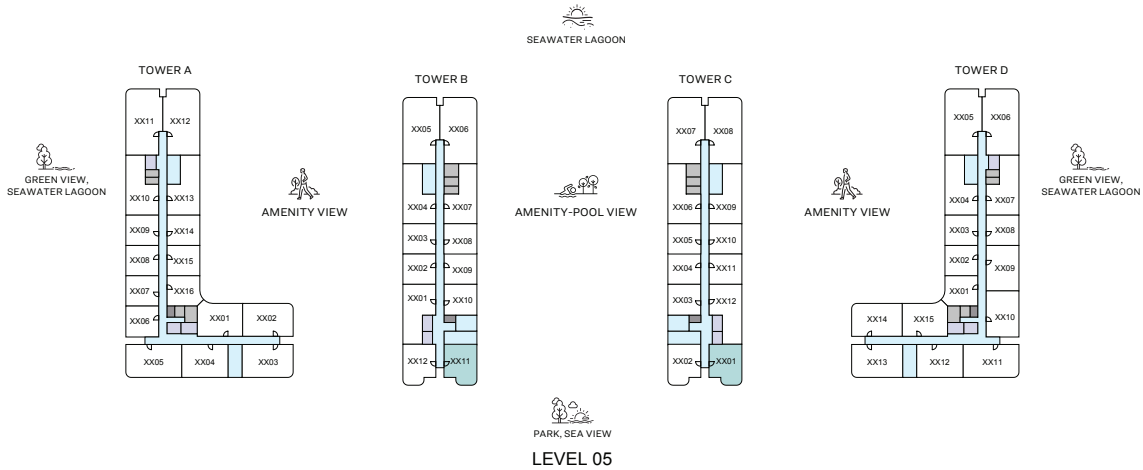 SEAWATER LAGOON
TOWER A
TOWER B
TOWER C
TOWER D
XX11
XX12
XX10
XX13
XX09
XX14
XX08
XX15
XX07
XX16
XX06
XX01
XX02
XX05
XX04
XX03
XX05
XX06
XX04
XX07
XX03
XX08
XX02
XX09
XX01
XX10
XX12
XX11
XX07
XX08
XX06
XX09
XX05
XX10
XX04
XX11
XX03
XX12
XX02
XX01
XX05
XX06
XX04
XX07
XX03
XX08
XX02
XX09
XX01
XX10
XX14
XX15
XX13
XX12
XX11
GREEN VIEW,
SEAWATER LAGOON
AMENITY VIEW
AMENITY-POOL VIEW
AMENITY VIEW
GREEN VIEW,
SEAWATER LAGOON
PARK, SEA VIEW
LEVEL 05